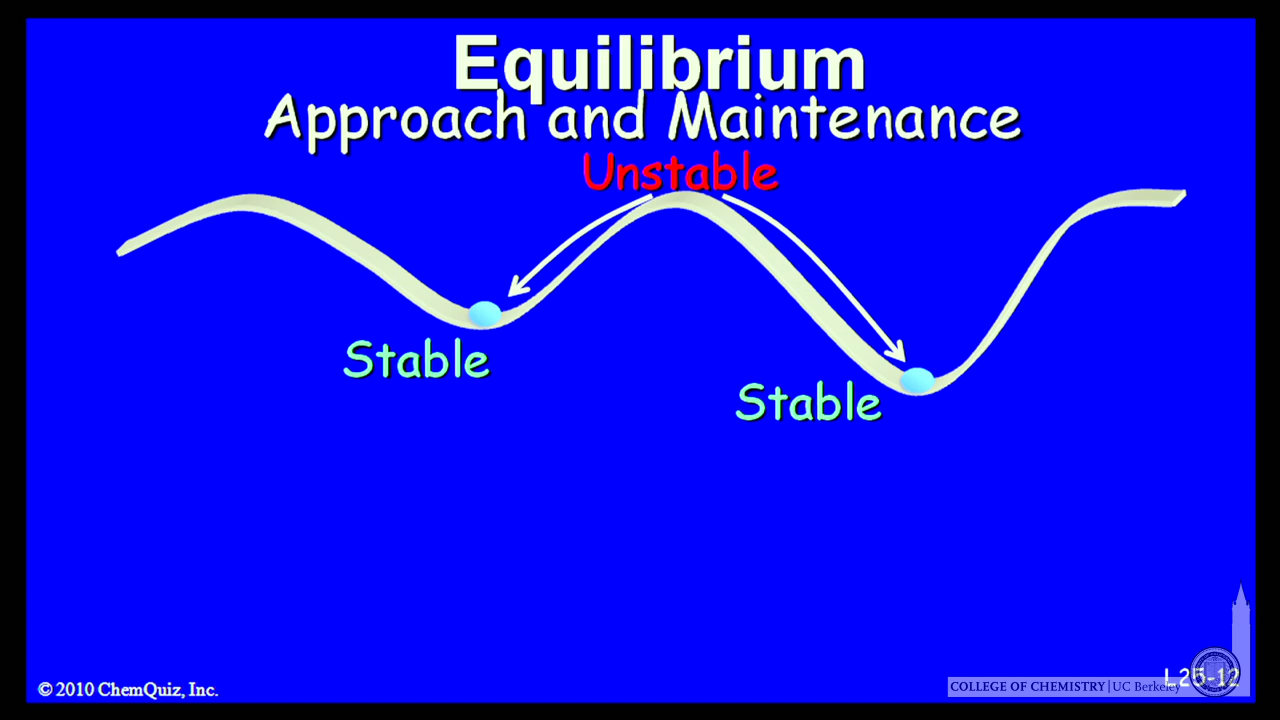 Equilibrium
Approach and Maintenance
Unstable
Stable
Stable
© 2010 ChemQuiz, Inc.
L25-12
COLLEGE OF CHEMISTRY | UC Berkeley